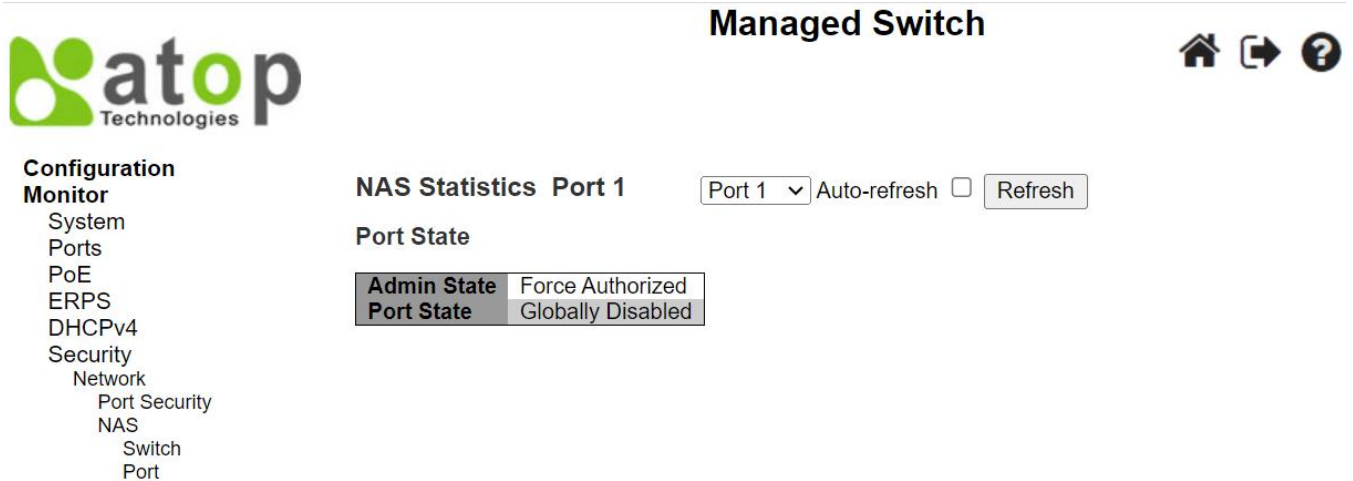 Managed Switch
atop
Technologies
Configuration
Monitor
System
Ports
PoE
ERPS
DHCPv4
Security
Network
Port Security
NAS
Switch
Port
NAS Statistics Port 1
Port 1 Auto-refresh Refresh
Port State
Admin State Force Authorized
Port State Globally Disabled